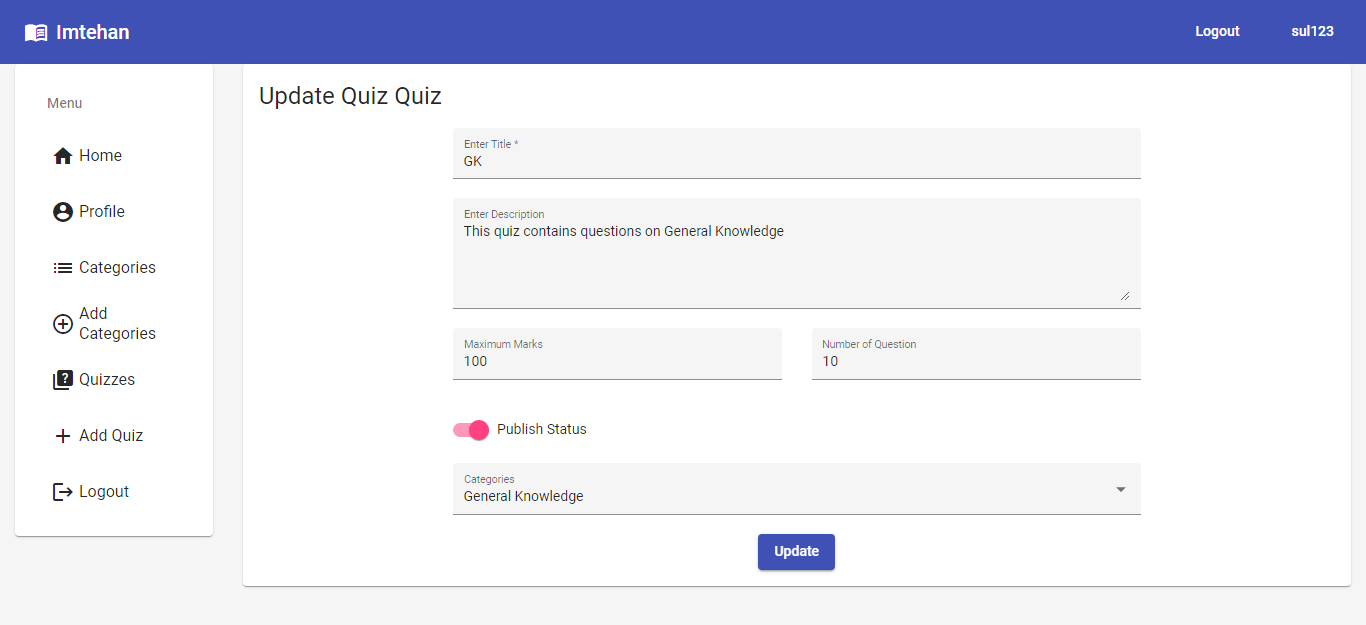 Imtehan
Logout
sul123
Menu
Home
Profile
Categories
Add
Categories
Quizzes
Add Quiz
Logout
Update Quiz Quiz
Enter Title *
GK
Enter Description
This quiz contains questions on General Knowledge
Maximum Marks
100
Number of Question
10
Publish Status
Categories
General Knowledge
Update